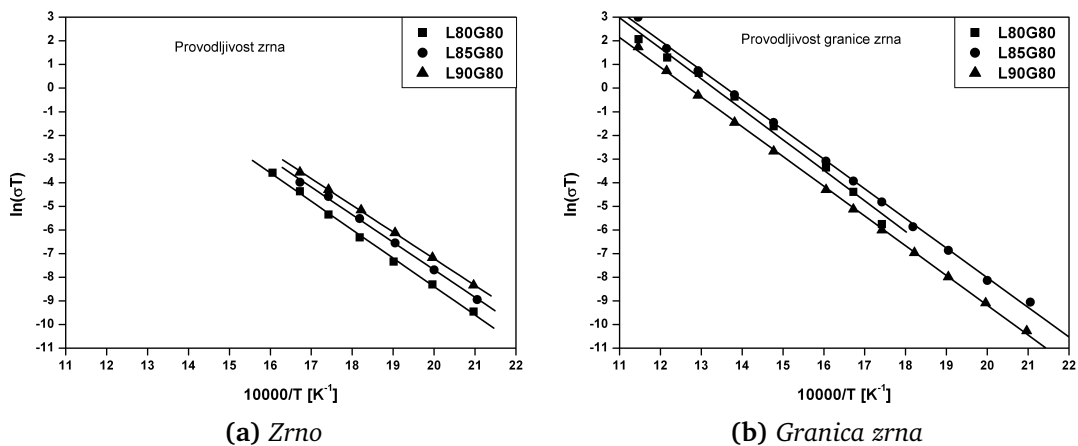 Provodljivost zrna
L80G80
L85G80
L90G80
3
2
1
0
-1
-2
-3
-4
-5
-6
-7
-8
-9
-10
-11
ln(σT)
11 12 13 14 15 16 17 18 19 20 21 22
10000/T [K⁻¹]
(a) Zrno
Provodljivost granice zrna
L80G80
L85G80
L90G80
3
2
1
0
-1
-2
-3
-4
-5
-6
-7
-8
-9
-10
-11
ln(σT)
11 12 13 14 15 16 17 18 19 20 21 22
10000/T [K⁻¹]
(b) Granica zrna